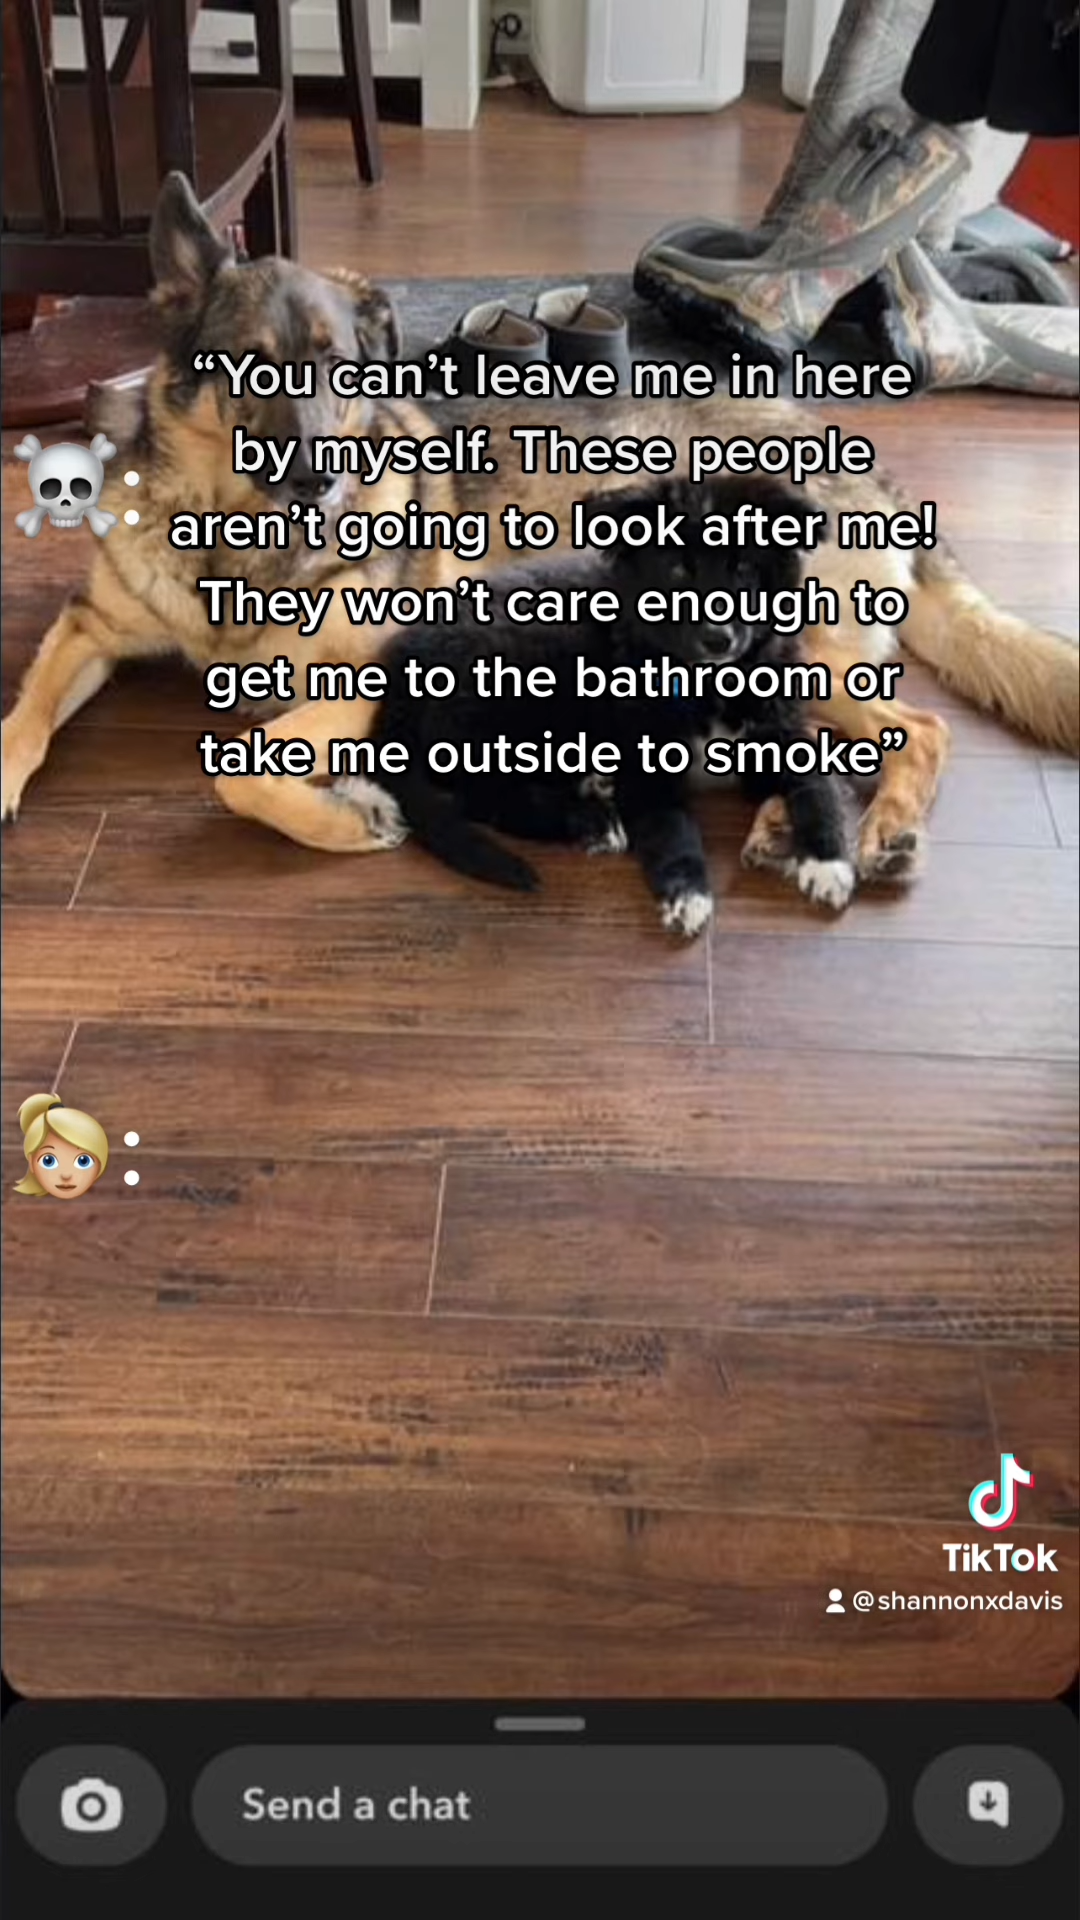 “You can’t leave me in here
by myself. These people
☠️: aren’t going to look after me!
They won’t care enough to
get me to the bathroom or
take me outside to smoke”
👱‍♀️:
TikTok
@shannonxdavis
Send a chat